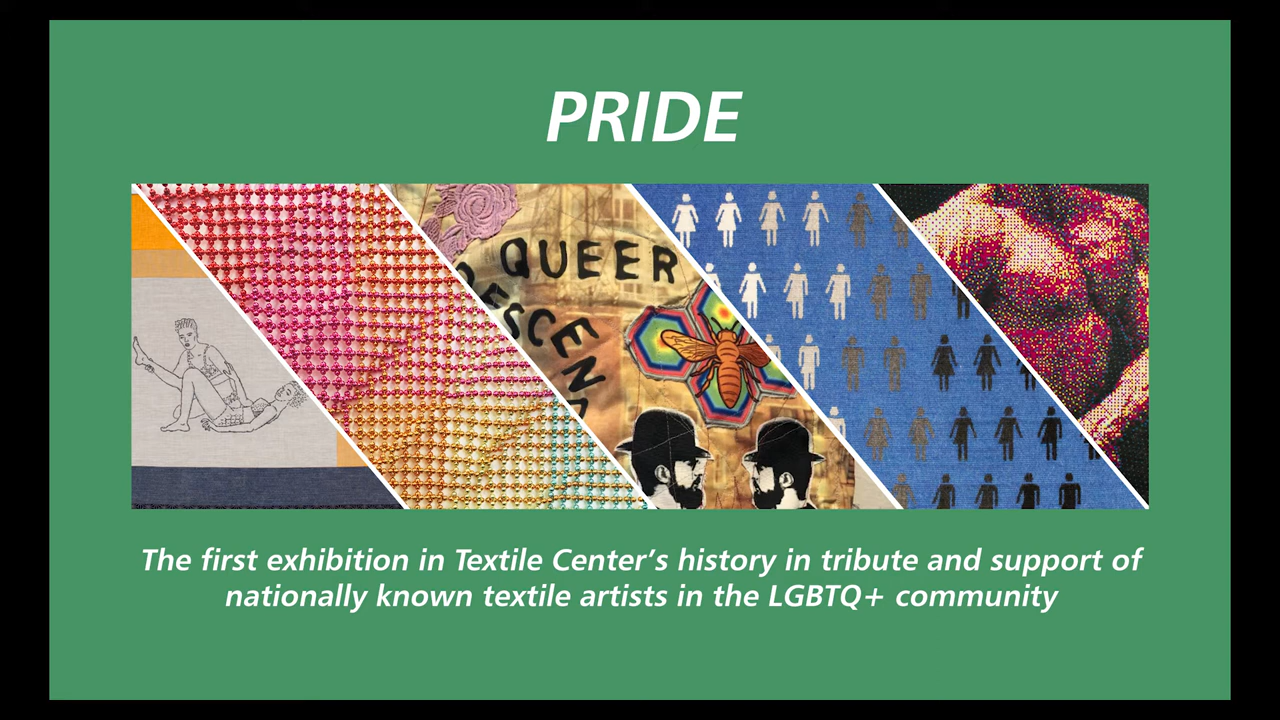 PRIDE
QUEER
The first exhibition in Textile Center's history in tribute and support of
nationally known textile artists in the LGBTQ+ community